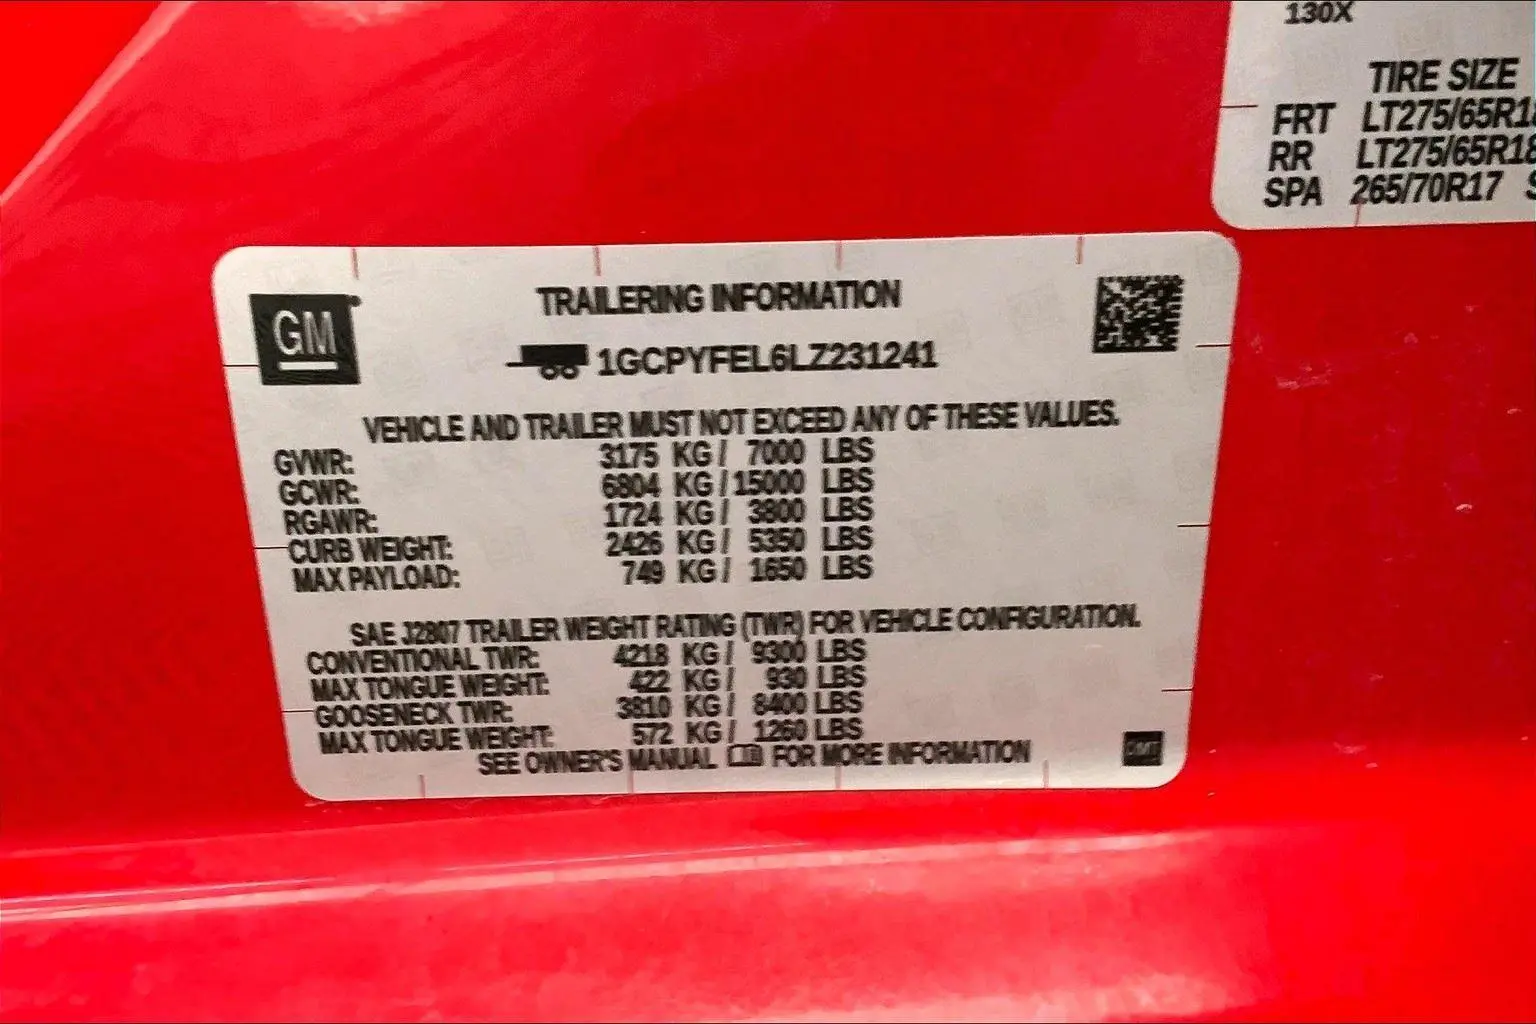 130X
TIRE SIZE
FRT LT275/65R18
RR LT275/65R18
SPA 265/70R17
GM
TRAILERING INFORMATION
1GCPYFEL6LZ231241
VEHICLE AND TRAILER MUST NOT EXCEED ANY OF THESE VALUES.
GVWR: 3175 KG / 7000 LBS
GCWR: 6804 KG / 15000 LBS
RGAWR: 1724 KG / 3800 LBS
CURB WEIGHT: 2426 KG / 5350 LBS
MAX PAYLOAD: 749 KG / 1650 LBS
SAE J2807 TRAILER WEIGHT RATING (TWR) FOR VEHICLE CONFIGURATION.
CONVENTIONAL TWR: 4218 KG / 9300 LBS
MAX TONGUE WEIGHT: 422 KG / 930 LBS
GOOSENECK TWR: 3810 KG / 8400 LBS
MAX TONGUE WEIGHT: 572 KG / 1260 LBS
SEE OWNER'S MANUAL FOR MORE INFORMATION